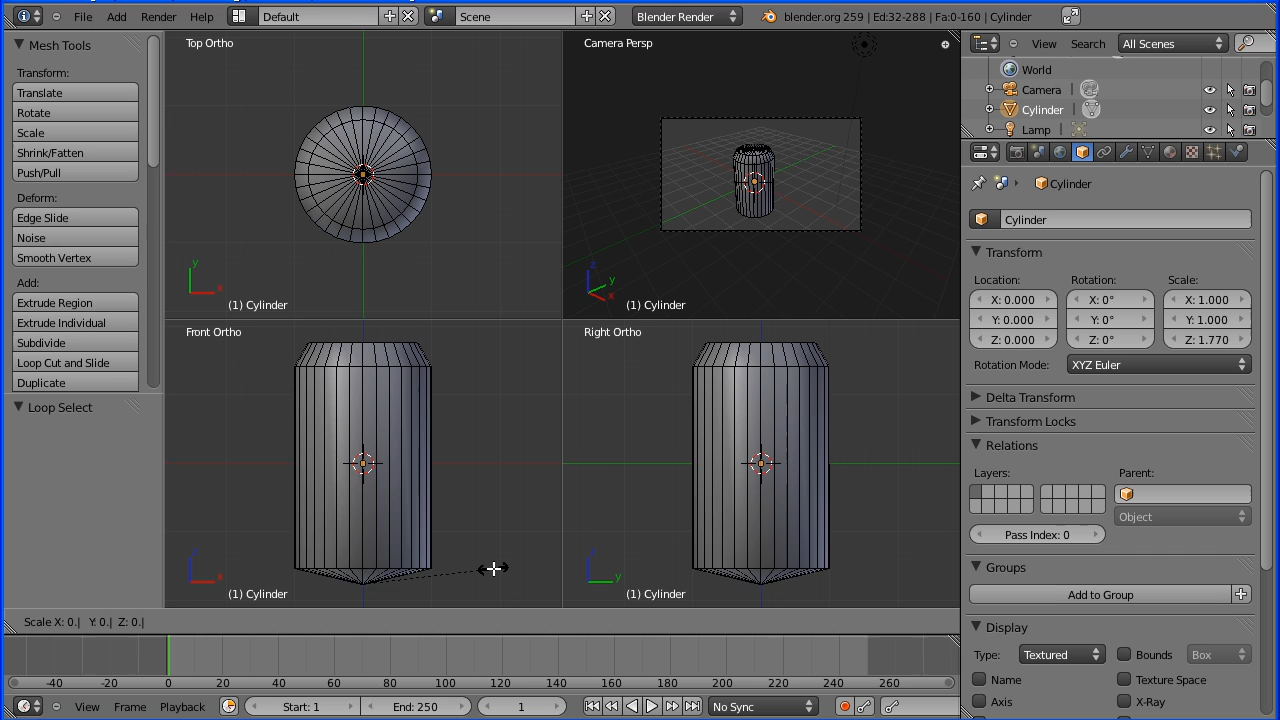 File Add Render Help Default Scene Blender Render blender.org 259 | Ed:32-288 | Fa:0-160 | Cylinder
Mesh Tools
Transform:
Translate
Rotate
Scale
Shrink/Fatten
Push/Pull
Deform:
Edge Slide
Noise
Smooth Vertex
Add:
Extrude Region
Extrude Individual
Subdivide
Loop Cut and Slide
Duplicate
Loop Select
Top Ortho
y
x
(1) Cylinder
Camera Persp
z
y
x
(1) Cylinder
Front Ortho
z
x
(1) Cylinder
Right Ortho
z
y
(1) Cylinder
Scale X: 0.| Y: 0.| Z: 0.|
-40 -20 0 20 40 60 80 100 120 140 160 180 200 220 240 260
View Frame Playback Start: 1 End: 250 1 No Sync
View Search All Scenes
World
Camera
Cylinder
Lamp
Cylinder
Cylinder
Transform
Location: Rotation: Scale:
X: 0.000 X: 0° X: 1.000
Y: 0.000 Y: 0° Y: 1.000
Z: 0.000 Z: 0° Z: 1.770
Rotation Mode: XYZ Euler
Delta Transform
Transform Locks
Relations
Layers: Parent:
Object
Pass Index: 0
Groups
Add to Group
Display
Type: Textured Bounds Box
Name Texture Space
Axis X-Ray